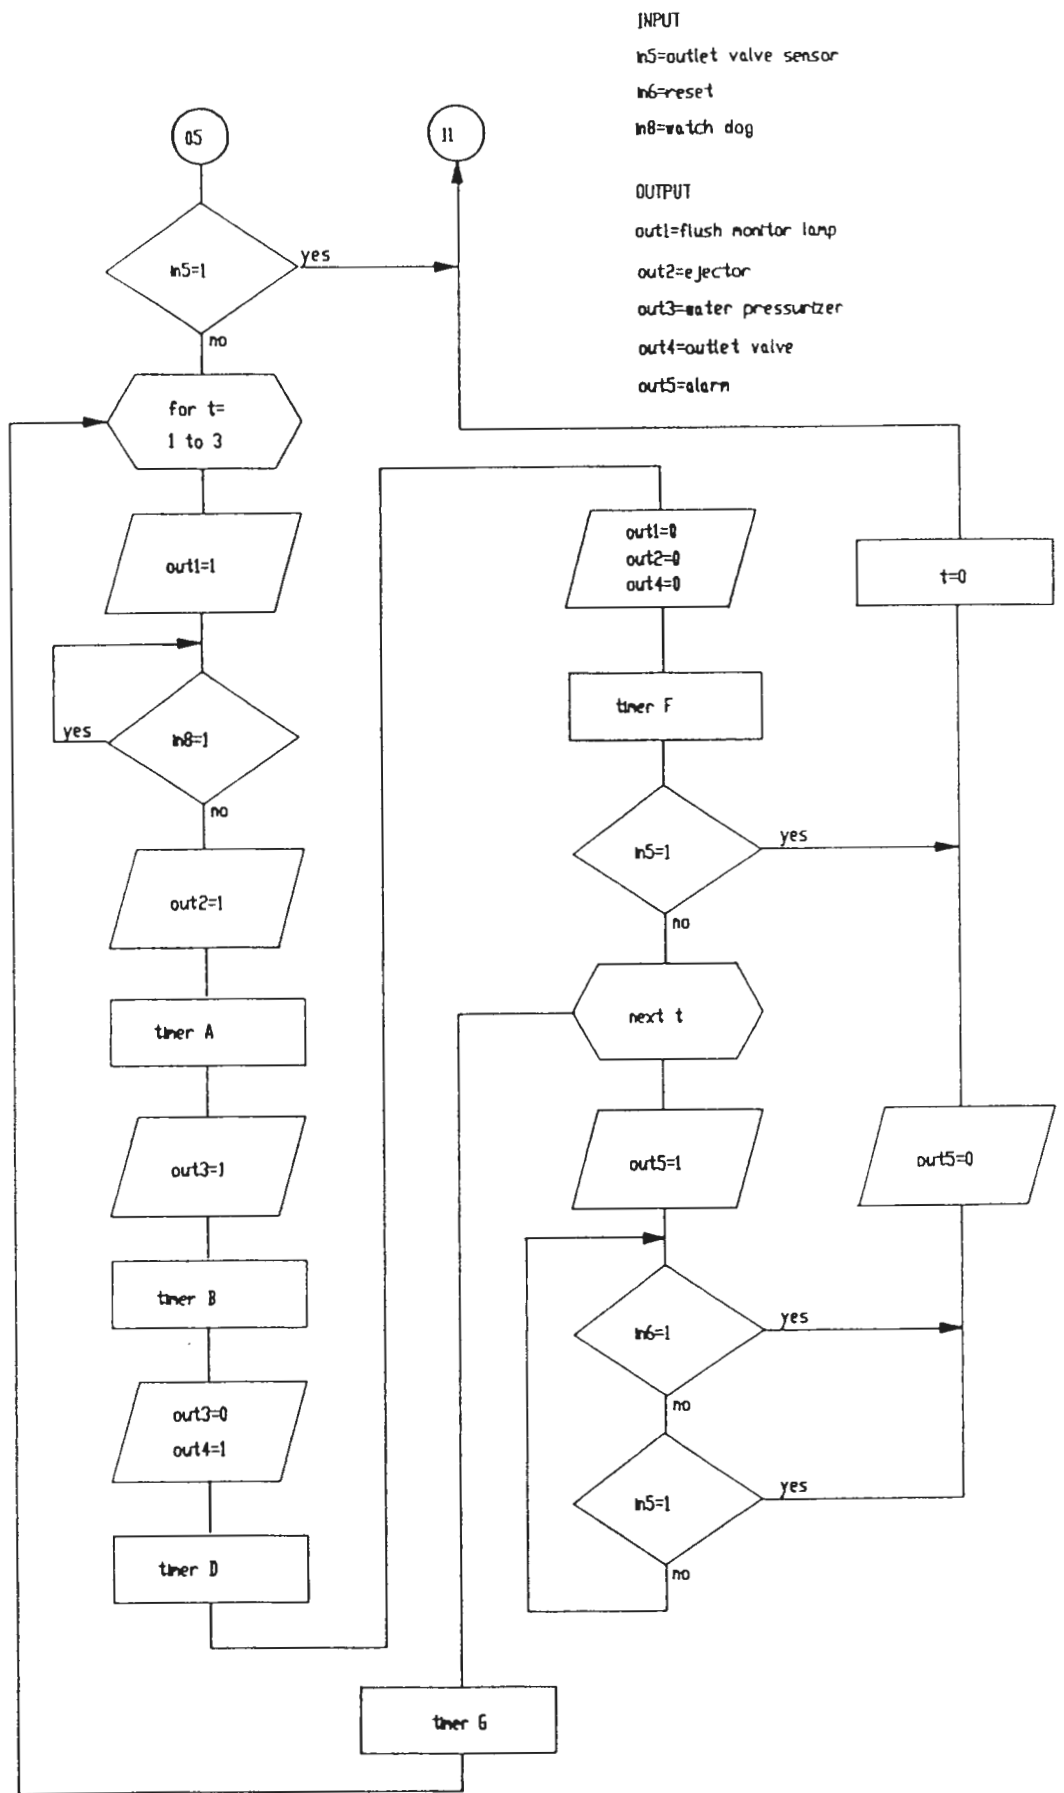 INPUT
in5=outlet valve sensor
in6=reset
in8=watch dog
OUTPUT
out1=flush monitor lamp
out2=ejector
out3=water pressurizer
out4=outlet valve
out5=alarm
05
11
in5=1
yes
no
for t=
1 to 3
out1=1
in8=1
yes
no
out2=1
timer A
out3=1
timer B
out3=0
out4=1
timer D
out1=0
out2=0
out4=0
timer F
in5=1
yes
no
next t
out5=1
in6=1
yes
no
in5=1
yes
no
t=0
out5=0
timer G